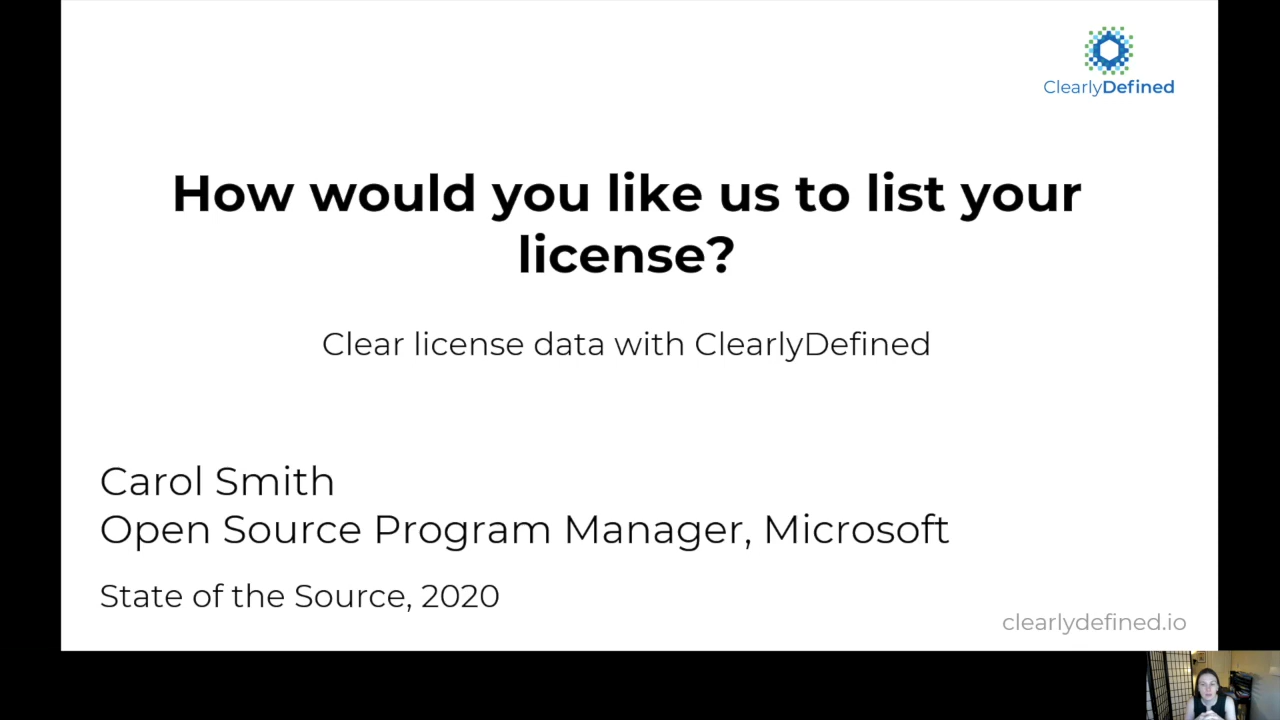 ClearlyDefined
How would you like us to list your
license?
Clear license data with ClearlyDefined
Carol Smith
Open Source Program Manager, Microsoft
State of the Source, 2020
clearlydefined.io